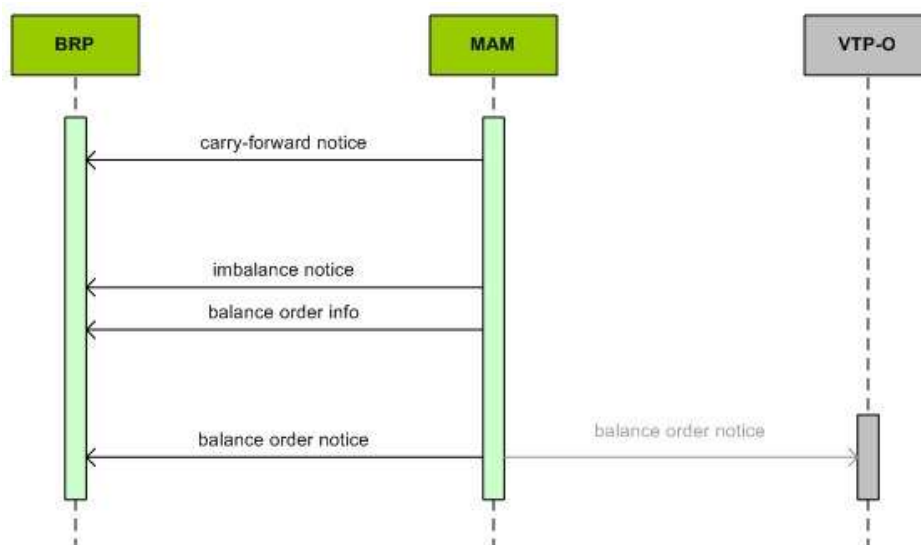 BRP
MAM
VTP-O
carry-forward notice
imbalance notice
balance order info
balance order notice
balance order notice